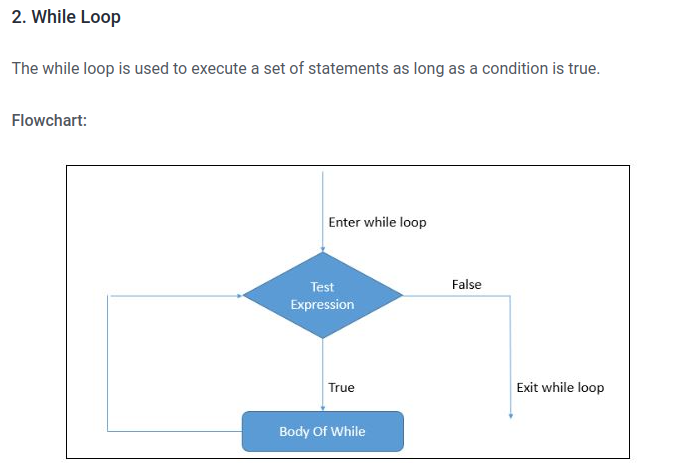 2. While Loop
The while loop is used to execute a set of statements as long as a condition is true.
Flowchart:
Enter while loop
Test
Expression
False
True
Exit while loop
Body Of While